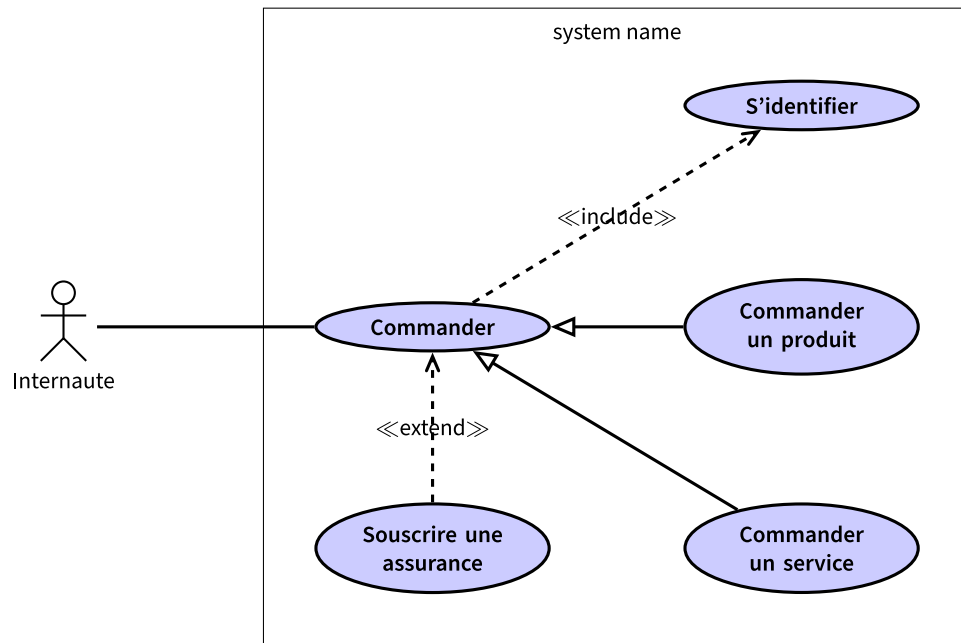 system name
S’identifier
≪include≫
Commander
Commander
un produit
Internaute
≪extend≫
Souscrire une
assurance
Commander
un service